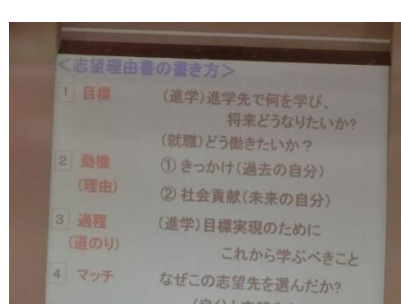 ＜志望理由書の書き方＞
1 目標 (進学)進学先で何を学び、
将来どうなりたいか?
(就職)どう働きたいか？
2 動機 ① きっかけ(過去の自分)
(理由) ② 社会貢献(未来の自分)
3 過程 (進学)目標実現のために
(道のり) これから学ぶべきこと
4 マッチ なぜこの志望先を選んだか?